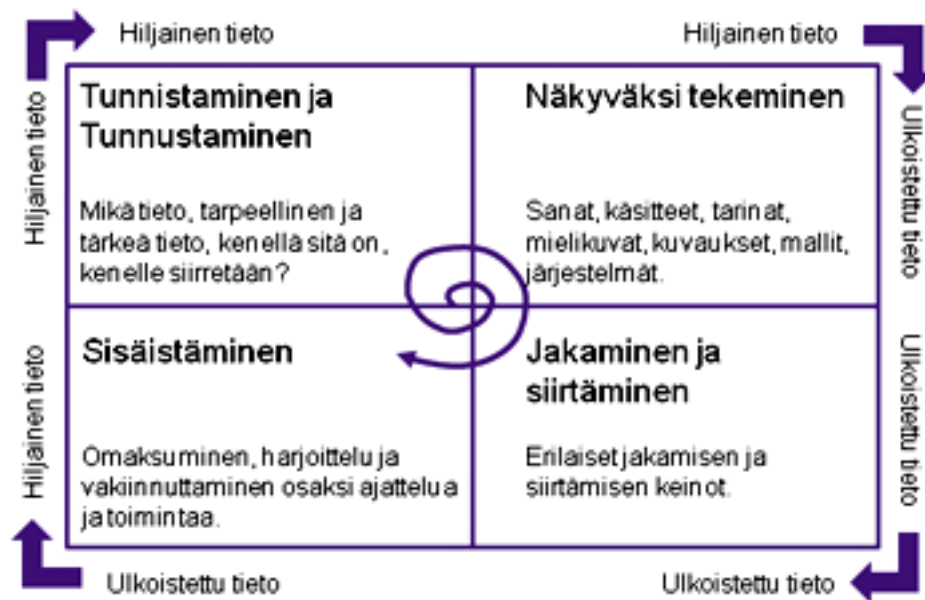 Hiljainen tieto
Hiljainen tieto
Hiljainen tieto
Tunnistaminen ja
Tunnustaminen
Mikä tieto, tarpeellinen ja
tärkeä tieto, kenellä sitä on,
kenelle siirretään?
Näkyväksi tekeminen
Sanat, käsitteet, tarinat,
mielikuvat, kuvaukset, mallit,
järjestelmät.
Ulkoistettu tieto
Hiljainen tieto
Sisäistäminen
Omaksuminen, harjoittelu ja
vakiinnuttaminen osaksi ajattelua
ja toimintaa.
Jakaminen ja
siirtäminen
Erilaiset jakamisen ja
siirtämisen keinot.
Ulkoistettu tieto
Ulkoistettu tieto
Ulkoistettu tieto